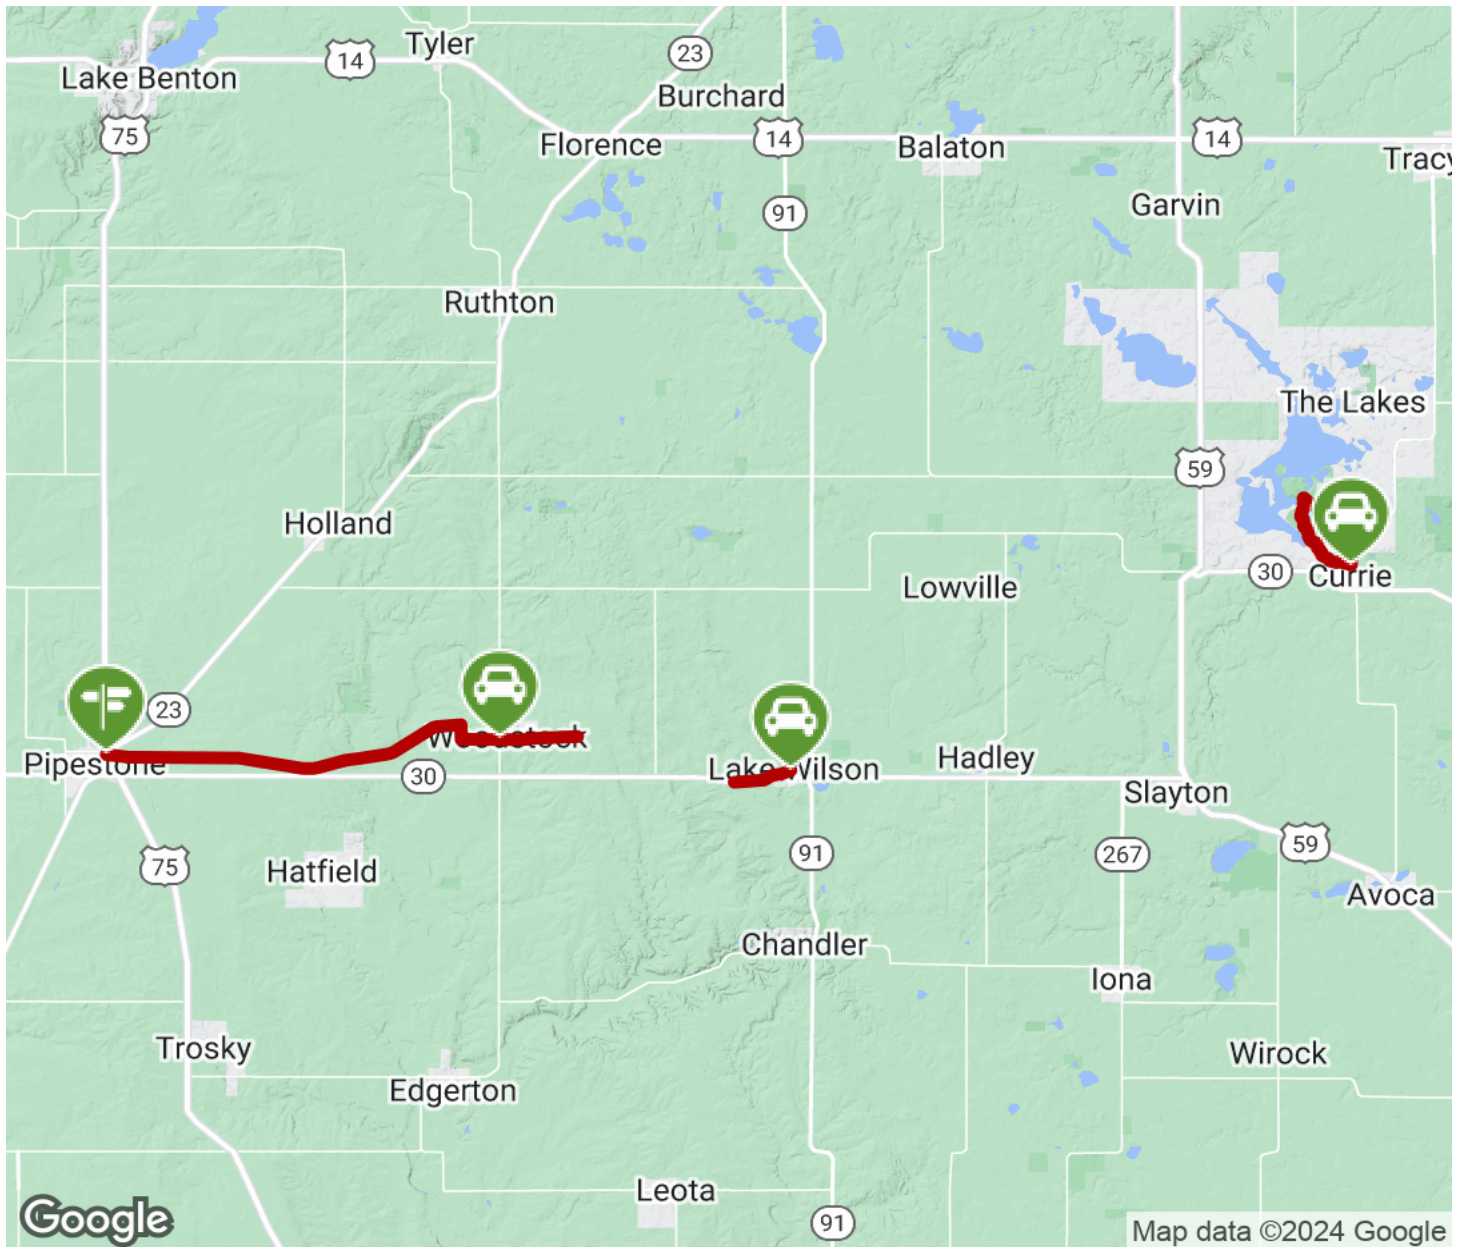 Tyler
14
23
Lake Benton
Burchard
75
Florence
14
Balaton
14
Tracy
91
Garvin
Ruthton
The Lakes
59
Holland
30
Currie
Lowville
23
Woodstock
Pipestone
30
Lake Wilson
Hadley
Slayton
75
Hatfield
91
267
59
Avoca
Chandler
Iona
Trosky
Wirock
Edgerton
Leota
91
Google
Map data ©2024 Google